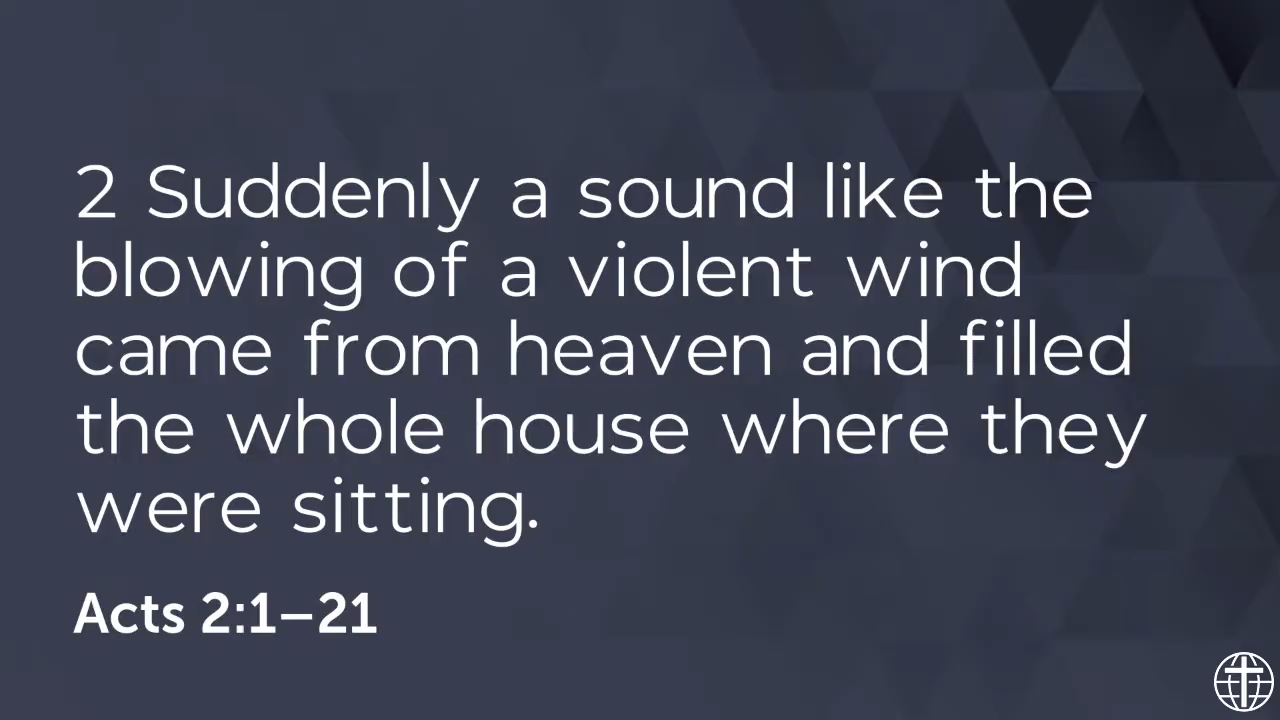 2 Suddenly a sound like the
blowing of a violent wind
came from heaven and filled
the whole house where they
were sitting.
Acts 2:1–21